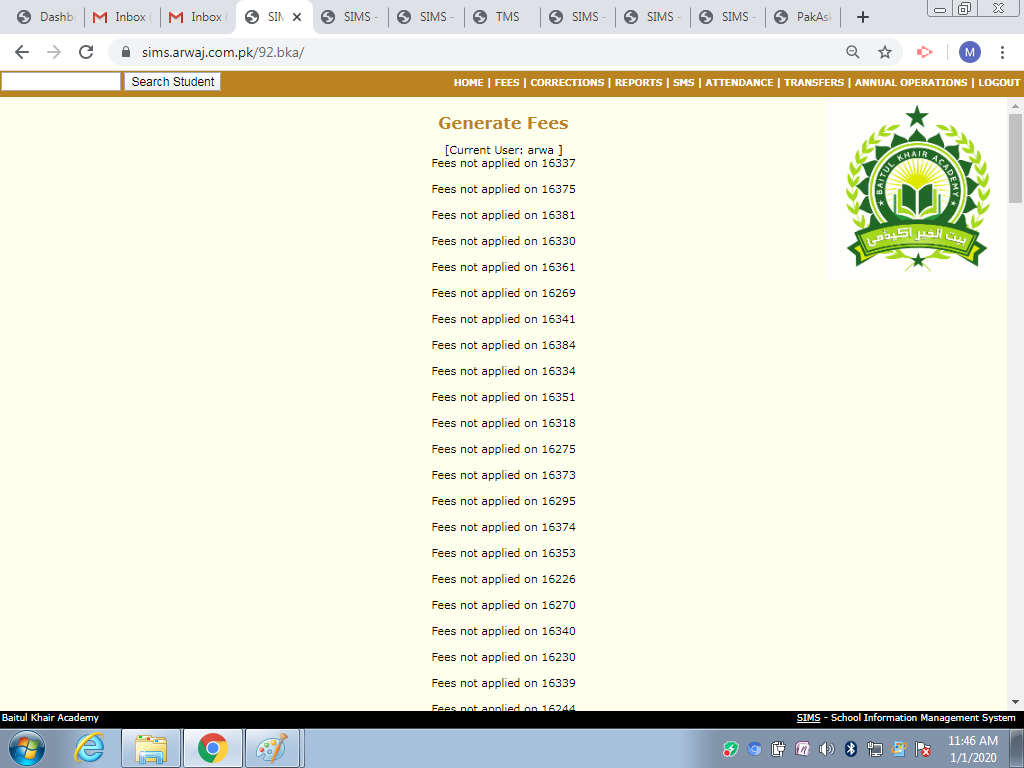 Dashb
Inbox (
Inbox (
SIM
SIMS -
SIMS -
TMS
SIMS -
SIMS -
SIMS -
PakAsk
sims.arwaj.com.pk/92.bka/
M
Search Student
HOME | FEES | CORRECTIONS | REPORTS | SMS | ATTENDANCE | TRANSFERS | ANNUAL OPERATIONS | LOGOUT
Generate Fees
[Current User: arwa ]
BAITUL KHAIR ACADEMY
بيت الخير اکیڈمی
Fees not applied on 16337
Fees not applied on 16375
Fees not applied on 16381
Fees not applied on 16330
Fees not applied on 16361
Fees not applied on 16269
Fees not applied on 16341
Fees not applied on 16384
Fees not applied on 16334
Fees not applied on 16351
Fees not applied on 16318
Fees not applied on 16275
Fees not applied on 16373
Fees not applied on 16295
Fees not applied on 16374
Fees not applied on 16353
Fees not applied on 16226
Fees not applied on 16270
Fees not applied on 16340
Fees not applied on 16230
Fees not applied on 16339
Fees not applied on 16244
Baitul Khair Academy
SIMS - School Information Management System
11:46 AM
1/1/2020